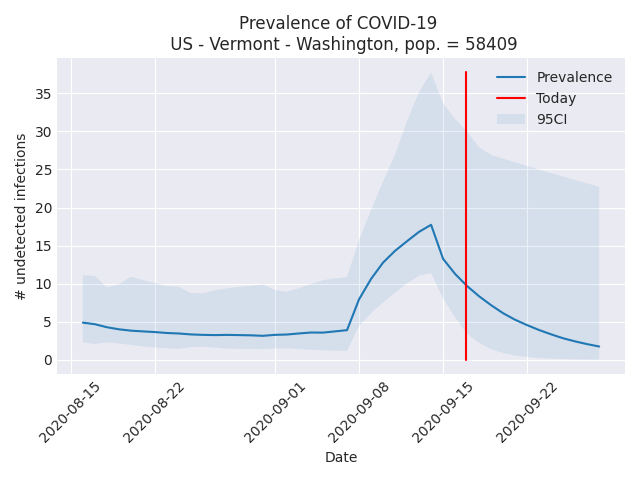 Prevalence of COVID-19
US - Vermont - Washington, pop. = 58409
Prevalence
Today
95CI
# undetected infections
35
30
25
20
15
10
5
0
2020-08-15
2020-08-22
2020-09-01
2020-09-08
2020-09-15
2020-09-22
Date